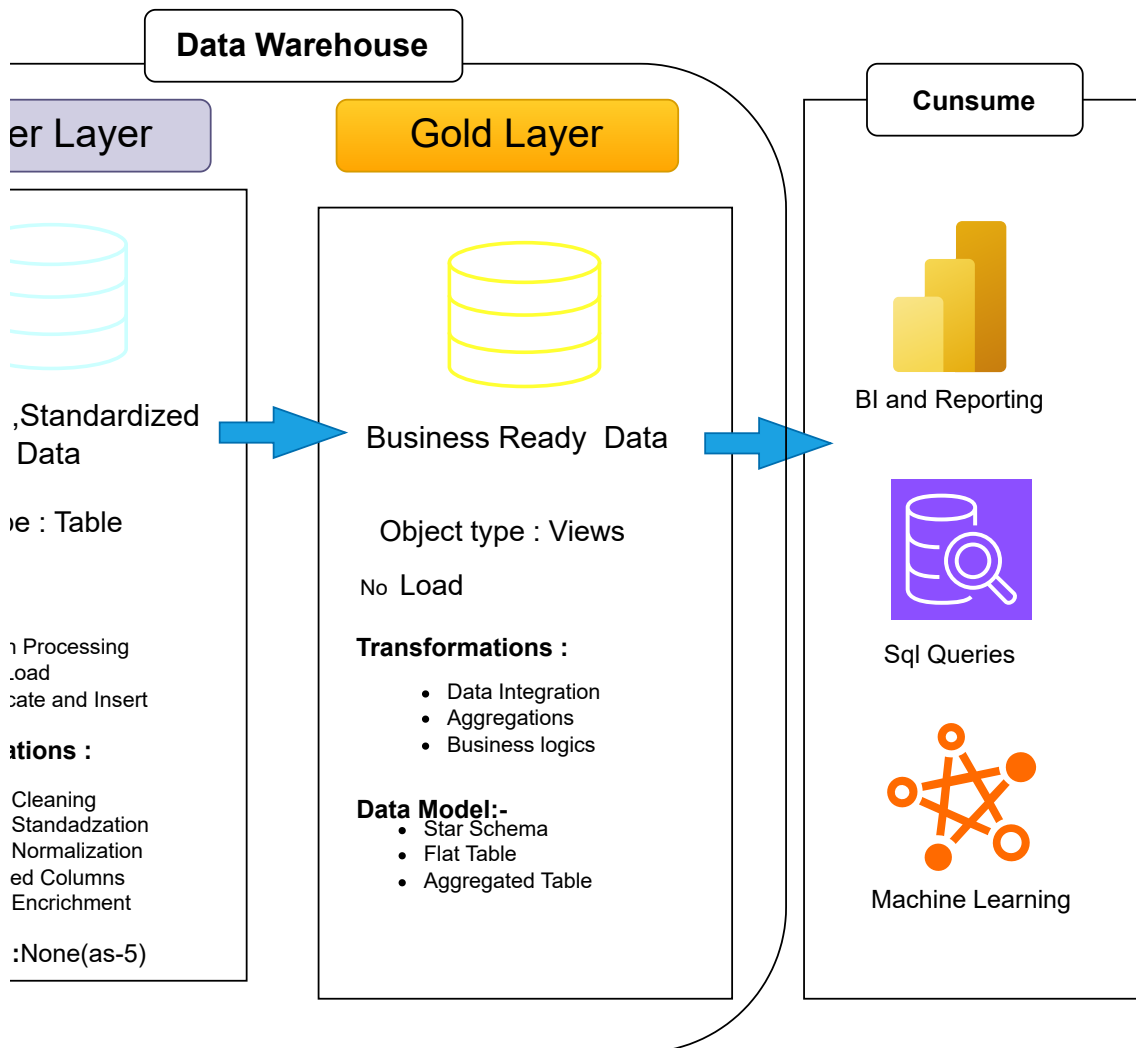 Data Warehouse
er Layer
,Standardized
Data
pe : Table
n Processing
Load
cate and Insert
ations :
Cleaning
Standadzation
Normalization
ed Columns
Encrichment
:None(as-5)
Gold Layer
Business Ready  Data
Object type : Views
No Load
Transformations :
Data Integration
Aggregations
Business logics
Data Model:-
Star Schema
Flat Table
Aggregated Table
Cunsume
BI and Reporting
Sql Queries
Machine Learning